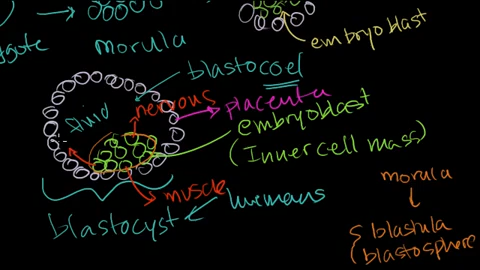 morula
embryoblast
blastocoel
nervous
placenta
fluid
embryoblast
(Inner cell mass)
muscle
morula
humans
blastocyst
blastula
(blastosphere